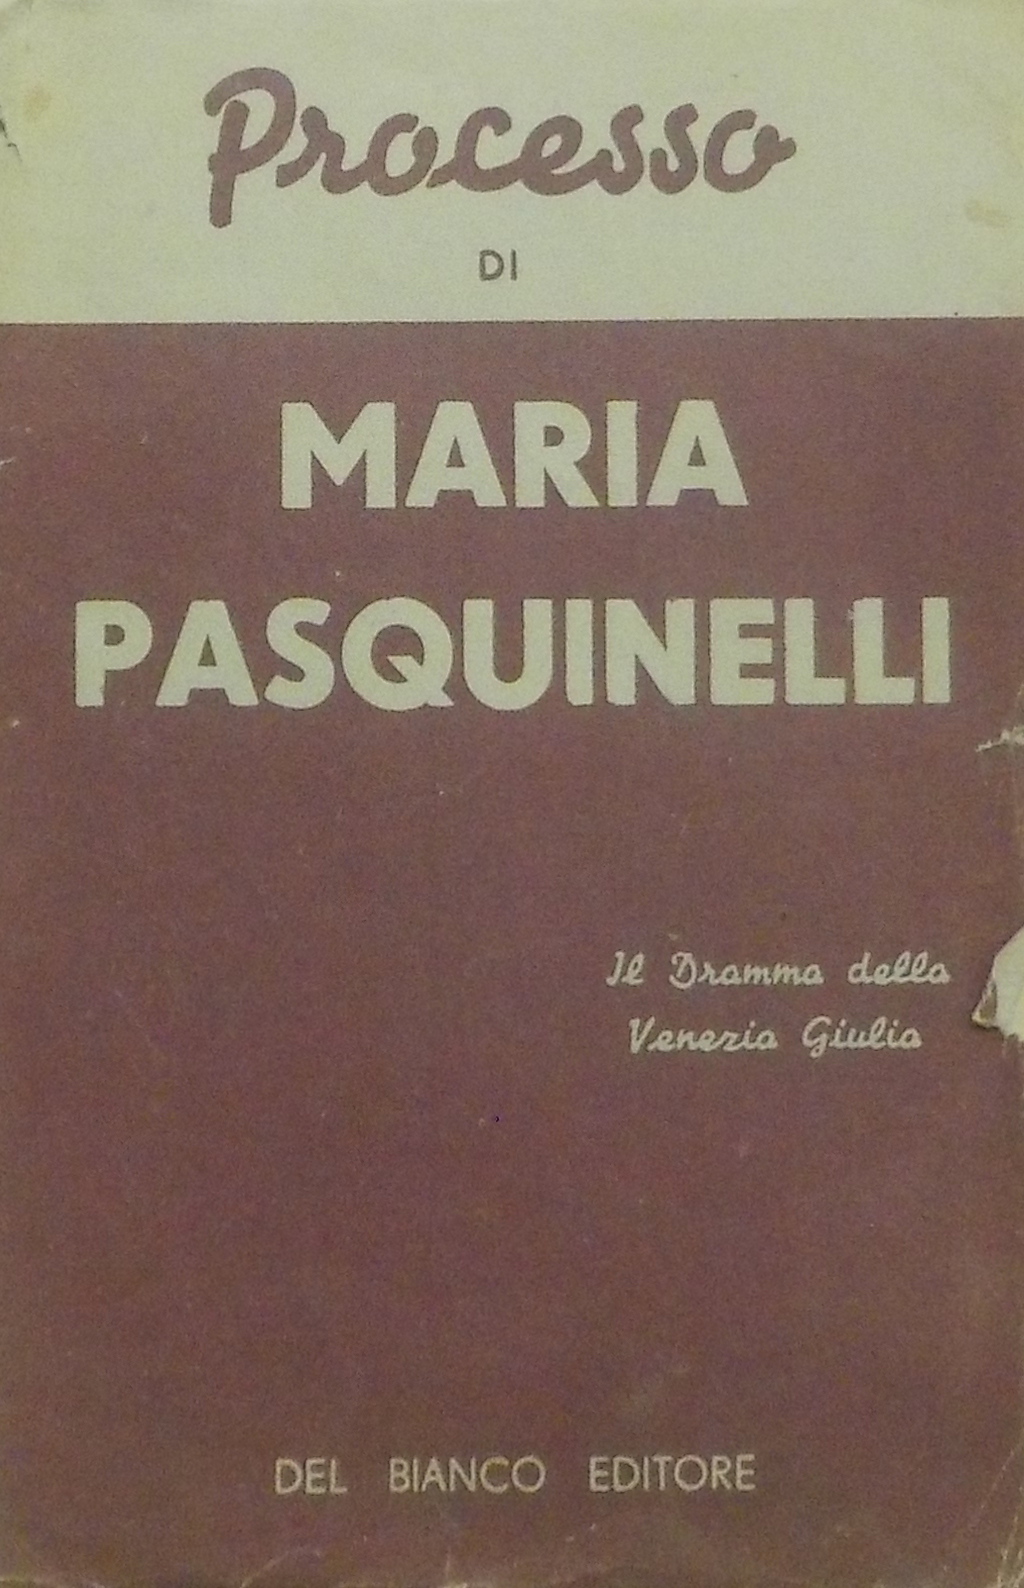 Processo
DI
MARIA
PASQUINELLI
Il Dramma della
Venezia Giulia
DEL BIANCO EDITORE